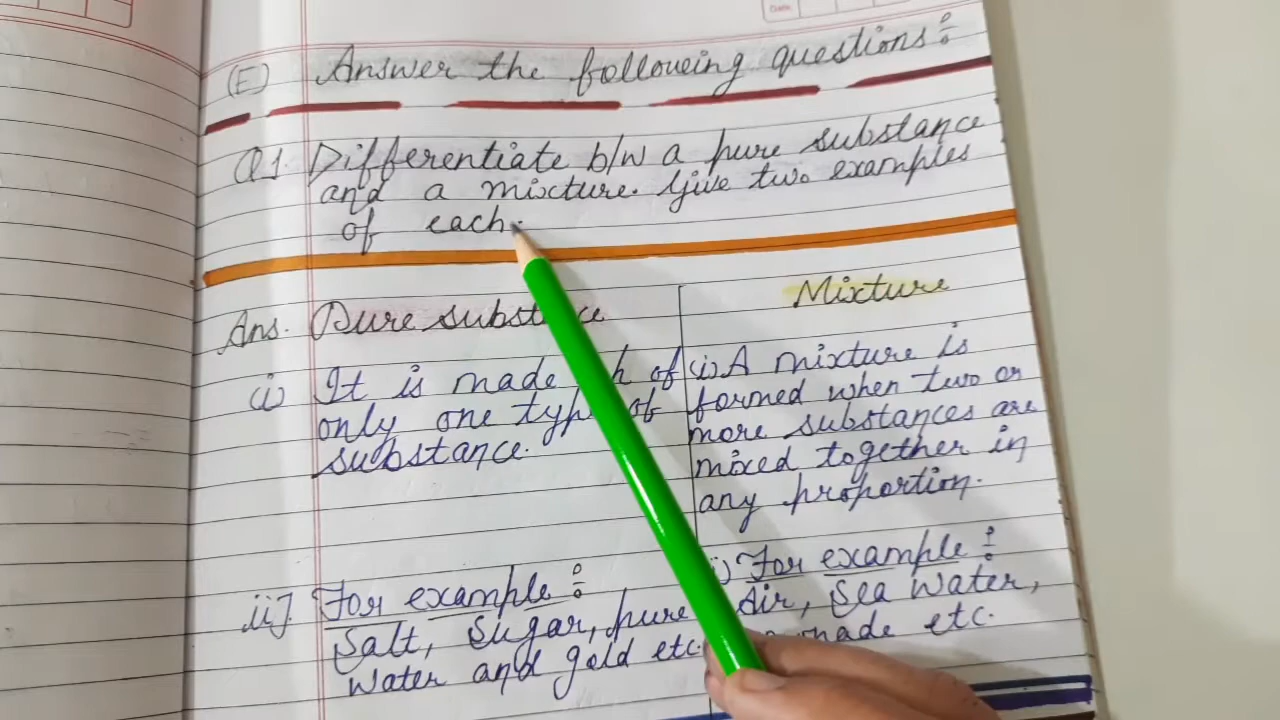 Date
(E) Answer the following questions:
Q1. Differentiate b/w a pure substance
and a mixture. Give two examples
of each.
Ans. Pure substance
(i) It is made of
only one of
substance.
ii) For example:
Salt, Sugar, pure
water and gold etc.
Mixture
(i) A mixture is
formed when two or
more substances are
mixed together in
any proportion.
For example:
Air, Sea water,
etc.